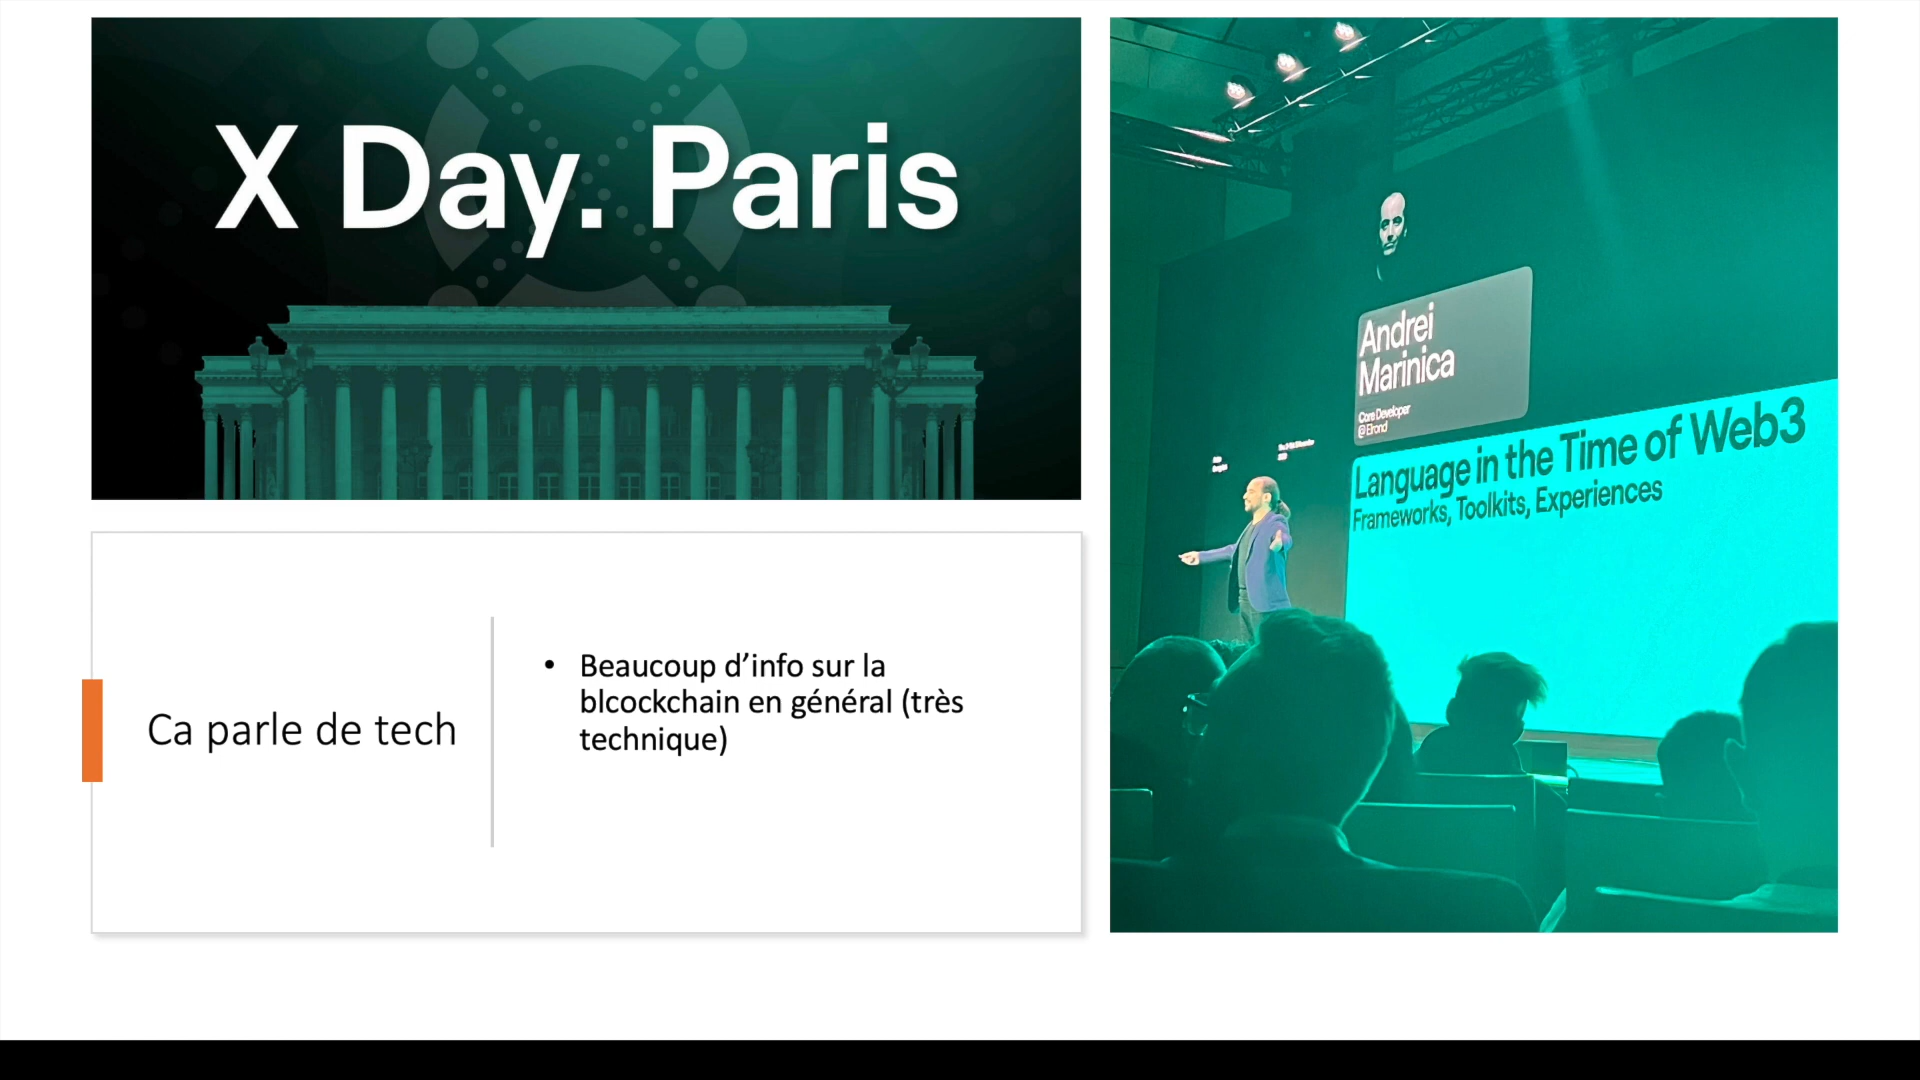 X Day. Paris
Ca parle de tech
• Beaucoup d’info sur la
blcockchain en général (très
technique)
Andrei
Marinica
Core Developer
@ Elrond
Language in the Time of Web3
Frameworks, Toolkits, Experiences